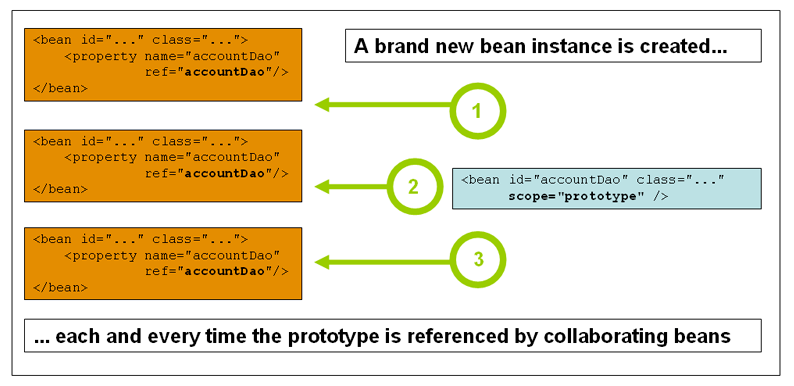 A brand new bean instance is created...
<bean id="..." class="...">
<property name="accountDao"
ref="accountDao"/>
</bean>
1
<bean id="..." class="...">
<property name="accountDao
ref="accountDao"/>
</bean>
2
<bean id="accountDao" class="..."
scope="prototype" />
<bean id="..." class="...">
<property name="accountDao
ref="accountDao"/>
</bean>
3
... each and every time the prototype is referenced by collaborating beans